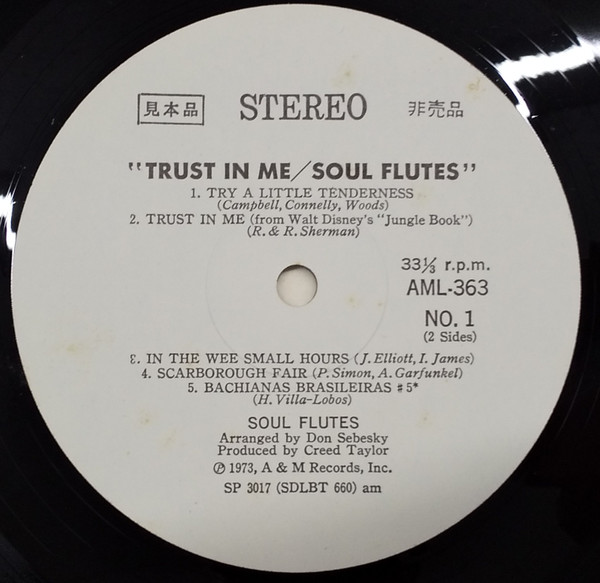 見本品 STEREO 非売品
"TRUST IN ME/SOUL FLUTES"
1. TRY A LITTLE TENDERNESS
(Campbell, Connelly, Woods)
2. TRUST IN ME (from Walt Disney's "Jungle Book")
(R. & R. Sherman)
33⅓ r.p.m.
AML-363
NO. 1
(2 Sides)
3. IN THE WEE SMALL HOURS (J. Elliott, I. James)
4. SCARBOROUGH FAIR (P. Simon, A. Garfunkel)
5. BACHIANAS BRASILEIRAS #5*
(H. Villa-Lobos)
SOUL FLUTES
Arranged by Don Sebesky
Produced by Creed Taylor
℗ 1973, A & M Records, Inc.
SP 3017 (SDLBT 660) am